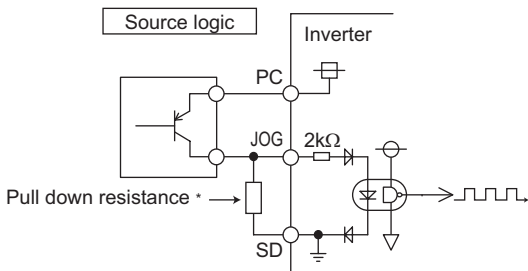 Source logic
Inverter
PC
JOG
2kΩ
Pull down resistance *
SD